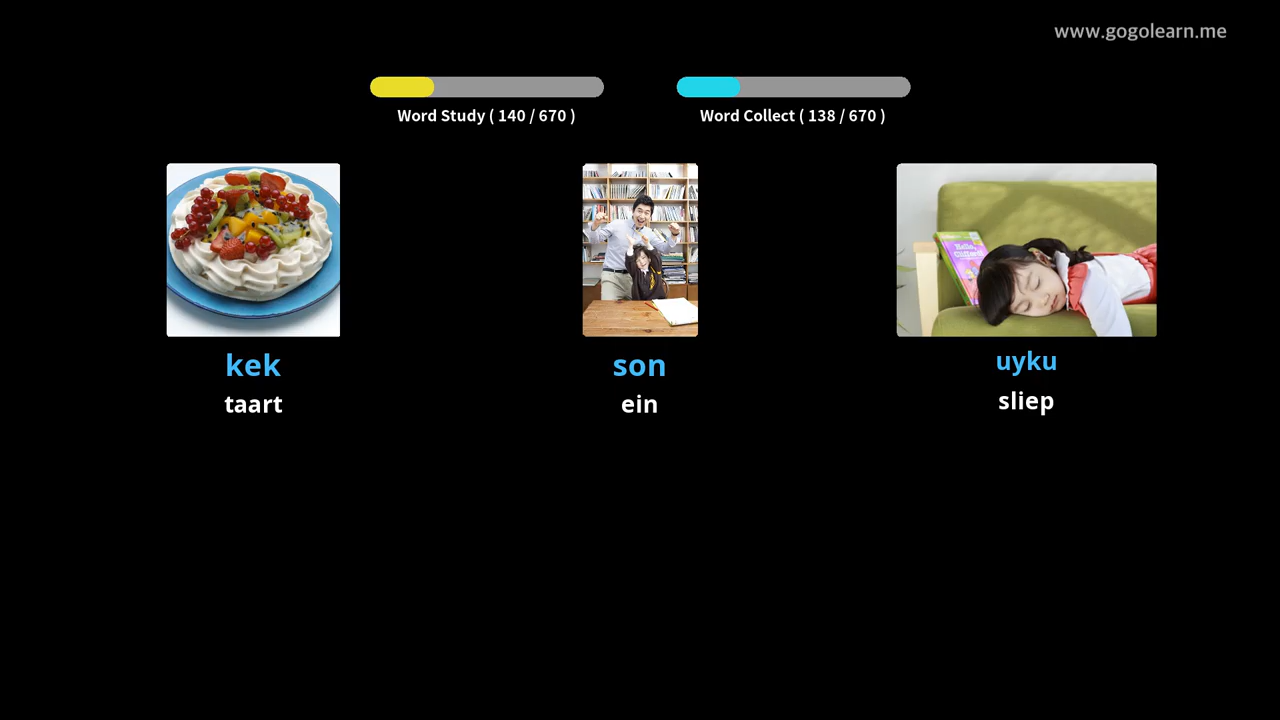 www.gogolearn.me
Word Study ( 140 / 670 )
Word Collect ( 138 / 670 )
kek
son
uyku
taart
ein
sliep